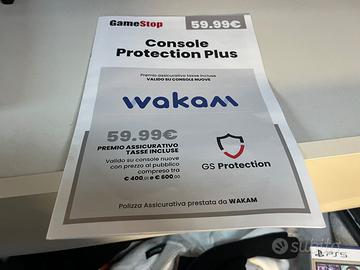 GameStop 59.99€
Console
Protection Plus
Premio assicurativo tasse incluse
VALIDO SU CONSOLE NUOVE
wakam
59.99€
PREMIO ASSICURATIVO
TASSE INCLUSE
Valido su console nuove
con prezzo al pubblico
compreso tra
€ 400,00 e € 600,00
GS Protection
Polizza Assicurativa prestata da WAKAM
subito
PS5